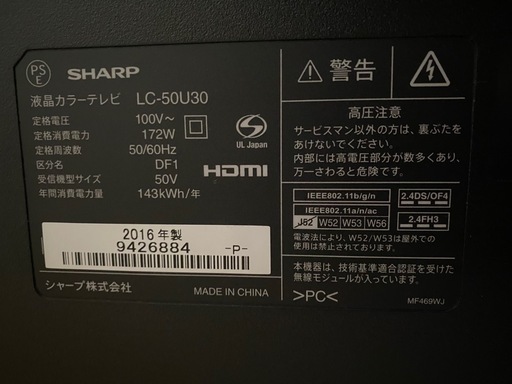 PS
E
SHARP
液晶カラーテレビ LC-50U30
定格電圧 100V～
定格消費電力 172W
定格周波数 50/60Hz
区分名 DF1
受信機型サイズ 50V
年間消費電力量 143kWh/年
UL Japan
HDMI
2016年製
9426884 -P-
シャープ株式会社
MADE IN CHINA
警告
高圧注意
サービスマン以外の方は、裏ぶたを
あけないでください。
内部には高電圧部分が数多くあり、
万一さわると危険です。
IEEE802.11b/g/n 2.4DS/OF4
IEEE802.11a/n/ac
J52 W52 W53 W56 2.4FH3
電波法により、W52/W53は屋外での
使用は禁止されています。
本機器は、技術基準適合認証を受けた
無線モジュールが入っています。
>PC<
MF469WJ